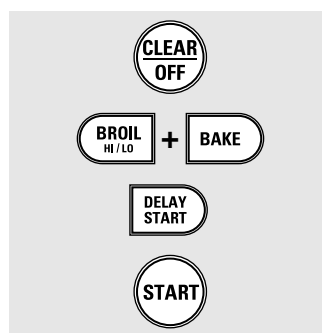 CLEAR
OFF
BROIL
HI / LO
+
BAKE
DELAY
START
START